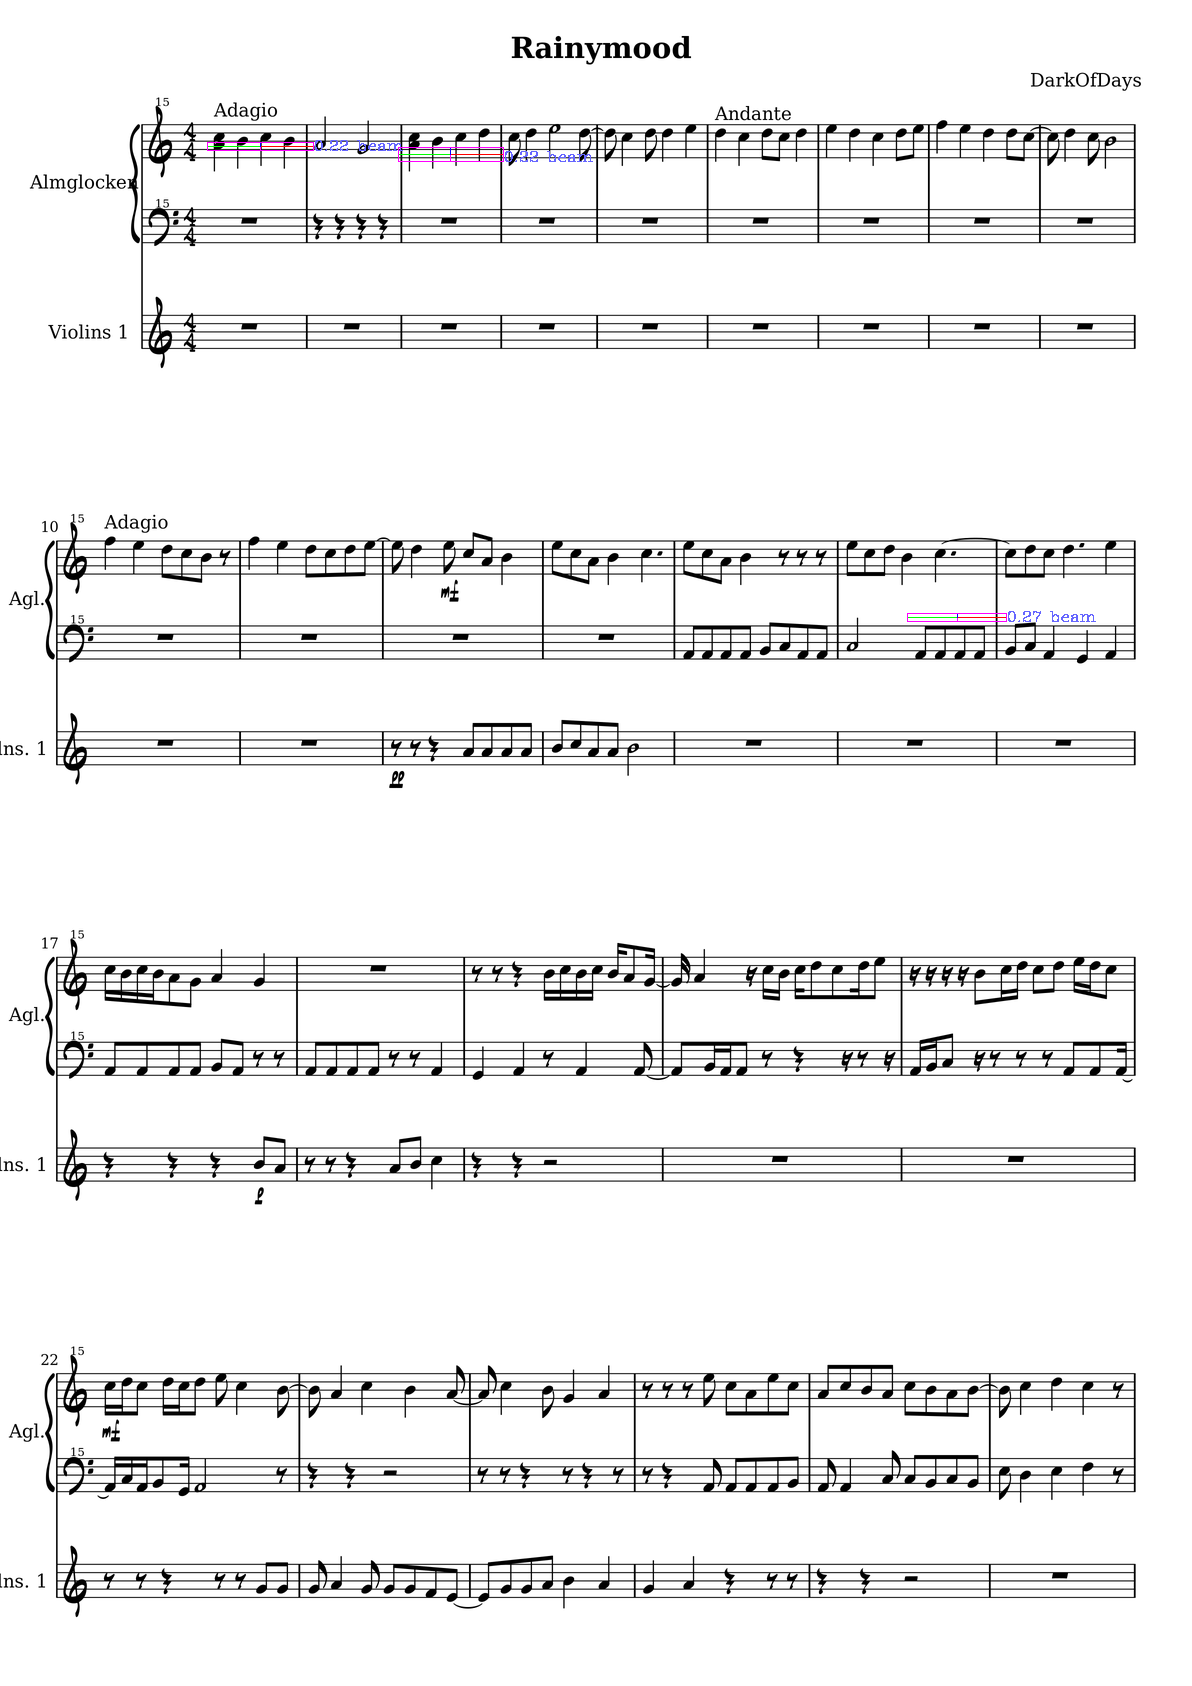 Rainymood
DarkOfDays
15
Adagio
Andante
0.22 beam
0.33 beam
Almglocken
15
Violins 1
10
15
Adagio
Agl.
mf
15
0.27 beam
lns. 1
pp
17
15
Agl.
15
lns. 1
p
22
15
Agl.
mf
15
lns. 1